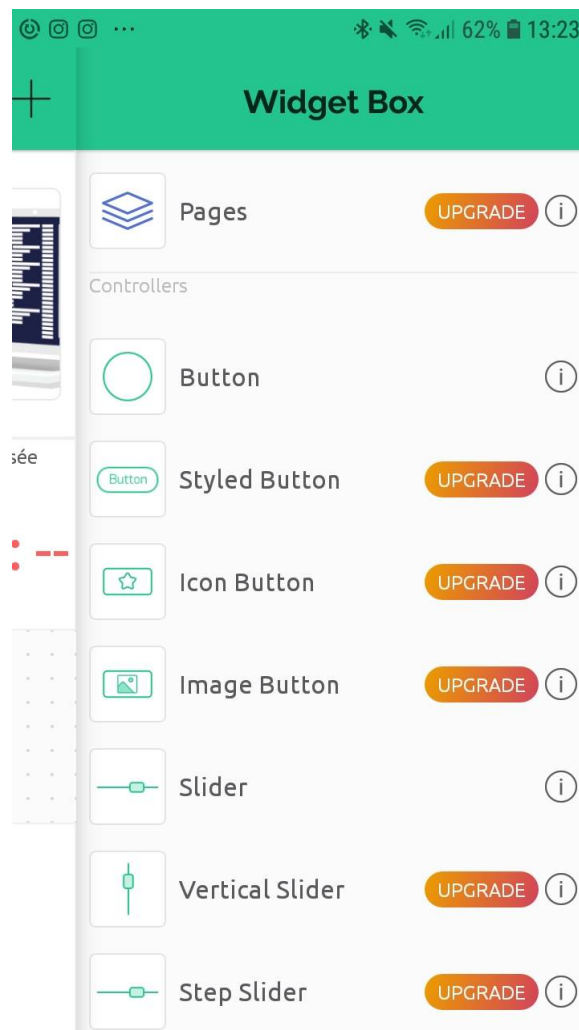 62% 13:23
Widget Box
Pages UPGRADE
Controllers
Button
sée
Button Styled Button UPGRADE
Icon Button UPGRADE
Image Button UPGRADE
Slider
Vertical Slider UPGRADE
Step Slider UPGRADE